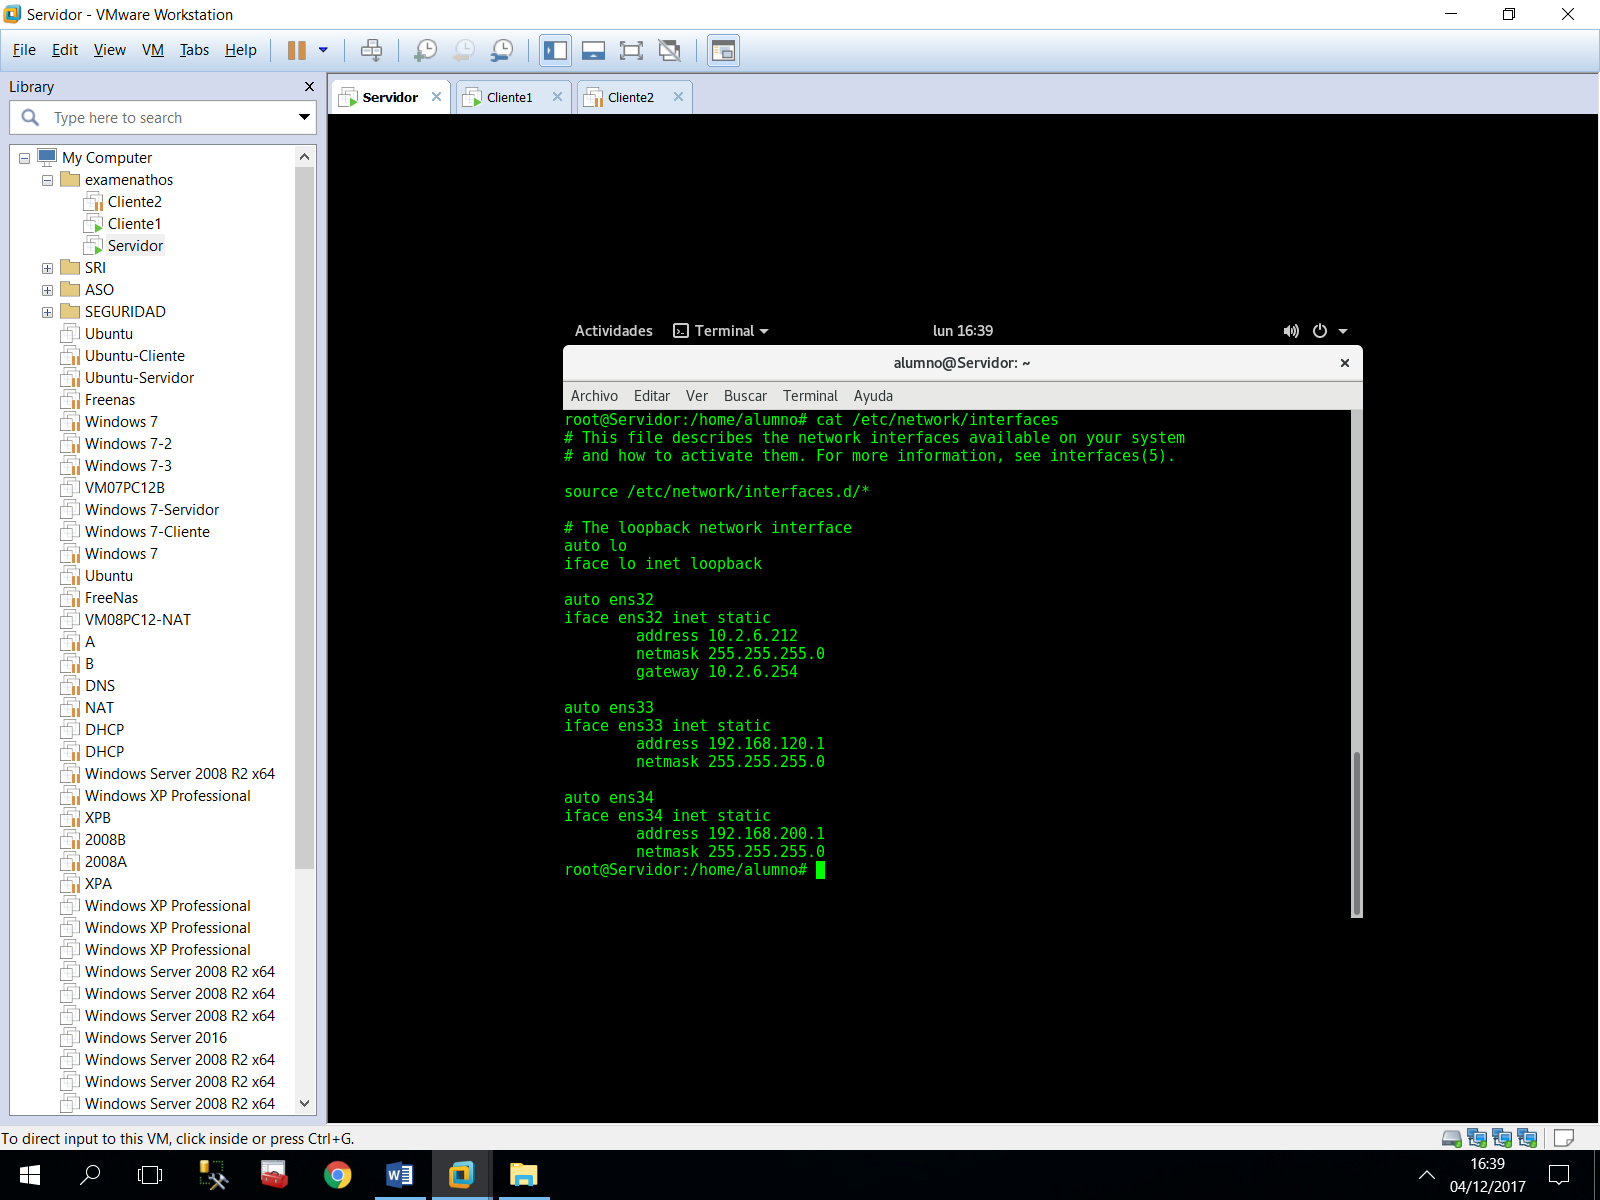 Servidor - VMware Workstation
File Edit View VM Tabs Help
Library
Type here to search
My Computer
examenathos
Cliente2
Cliente1
Servidor
SRI
ASO
SEGURIDAD
Ubuntu
Ubuntu-Cliente
Ubuntu-Servidor
Freenas
Windows 7
Windows 7-2
Windows 7-3
VM07PC12B
Windows 7-Servidor
Windows 7-Cliente
Windows 7
Ubuntu
FreeNas
VM08PC12-NAT
A
B
DNS
NAT
DHCP
DHCP
Windows Server 2008 R2 x64
Windows XP Professional
XPB
2008B
2008A
XPA
Windows XP Professional
Windows XP Professional
Windows XP Professional
Windows Server 2008 R2 x64
Windows Server 2008 R2 x64
Windows Server 2008 R2 x64
Windows Server 2016
Windows Server 2008 R2 x64
Windows Server 2008 R2 x64
Windows Server 2008 R2 x64
Servidor Cliente1 Cliente2
Actividades Terminal lun 16:39
alumno@Servidor: ~
Archivo Editar Ver Buscar Terminal Ayuda
root@Servidor:/home/alumno# cat /etc/network/interfaces
# This file describes the network interfaces available on your system
# and how to activate them. For more information, see interfaces(5).
source /etc/network/interfaces.d/*
# The loopback network interface
auto lo
iface lo inet loopback
auto ens32
iface ens32 inet static
address 10.2.6.212
netmask 255.255.255.0
gateway 10.2.6.254
auto ens33
iface ens33 inet static
address 192.168.120.1
netmask 255.255.255.0
auto ens34
iface ens34 inet static
address 192.168.200.1
netmask 255.255.255.0
root@Servidor:/home/alumno#
To direct input to this VM, click inside or press Ctrl+G.
16:39
04/12/2017